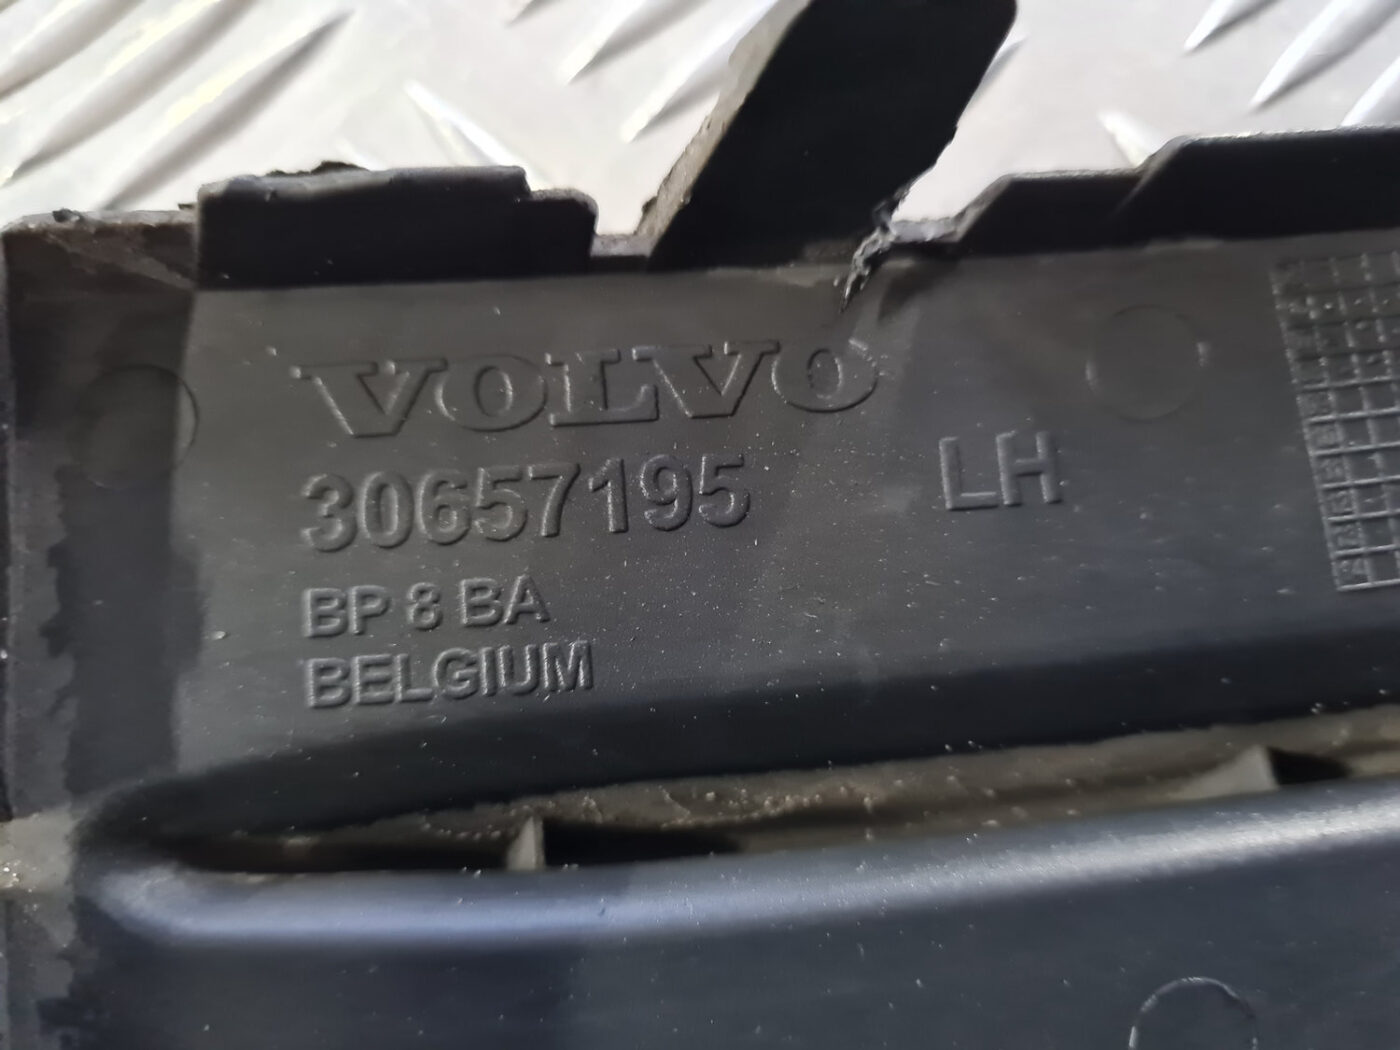 VOLVO
30657195 LH
BP 8 BA
BELGIUM